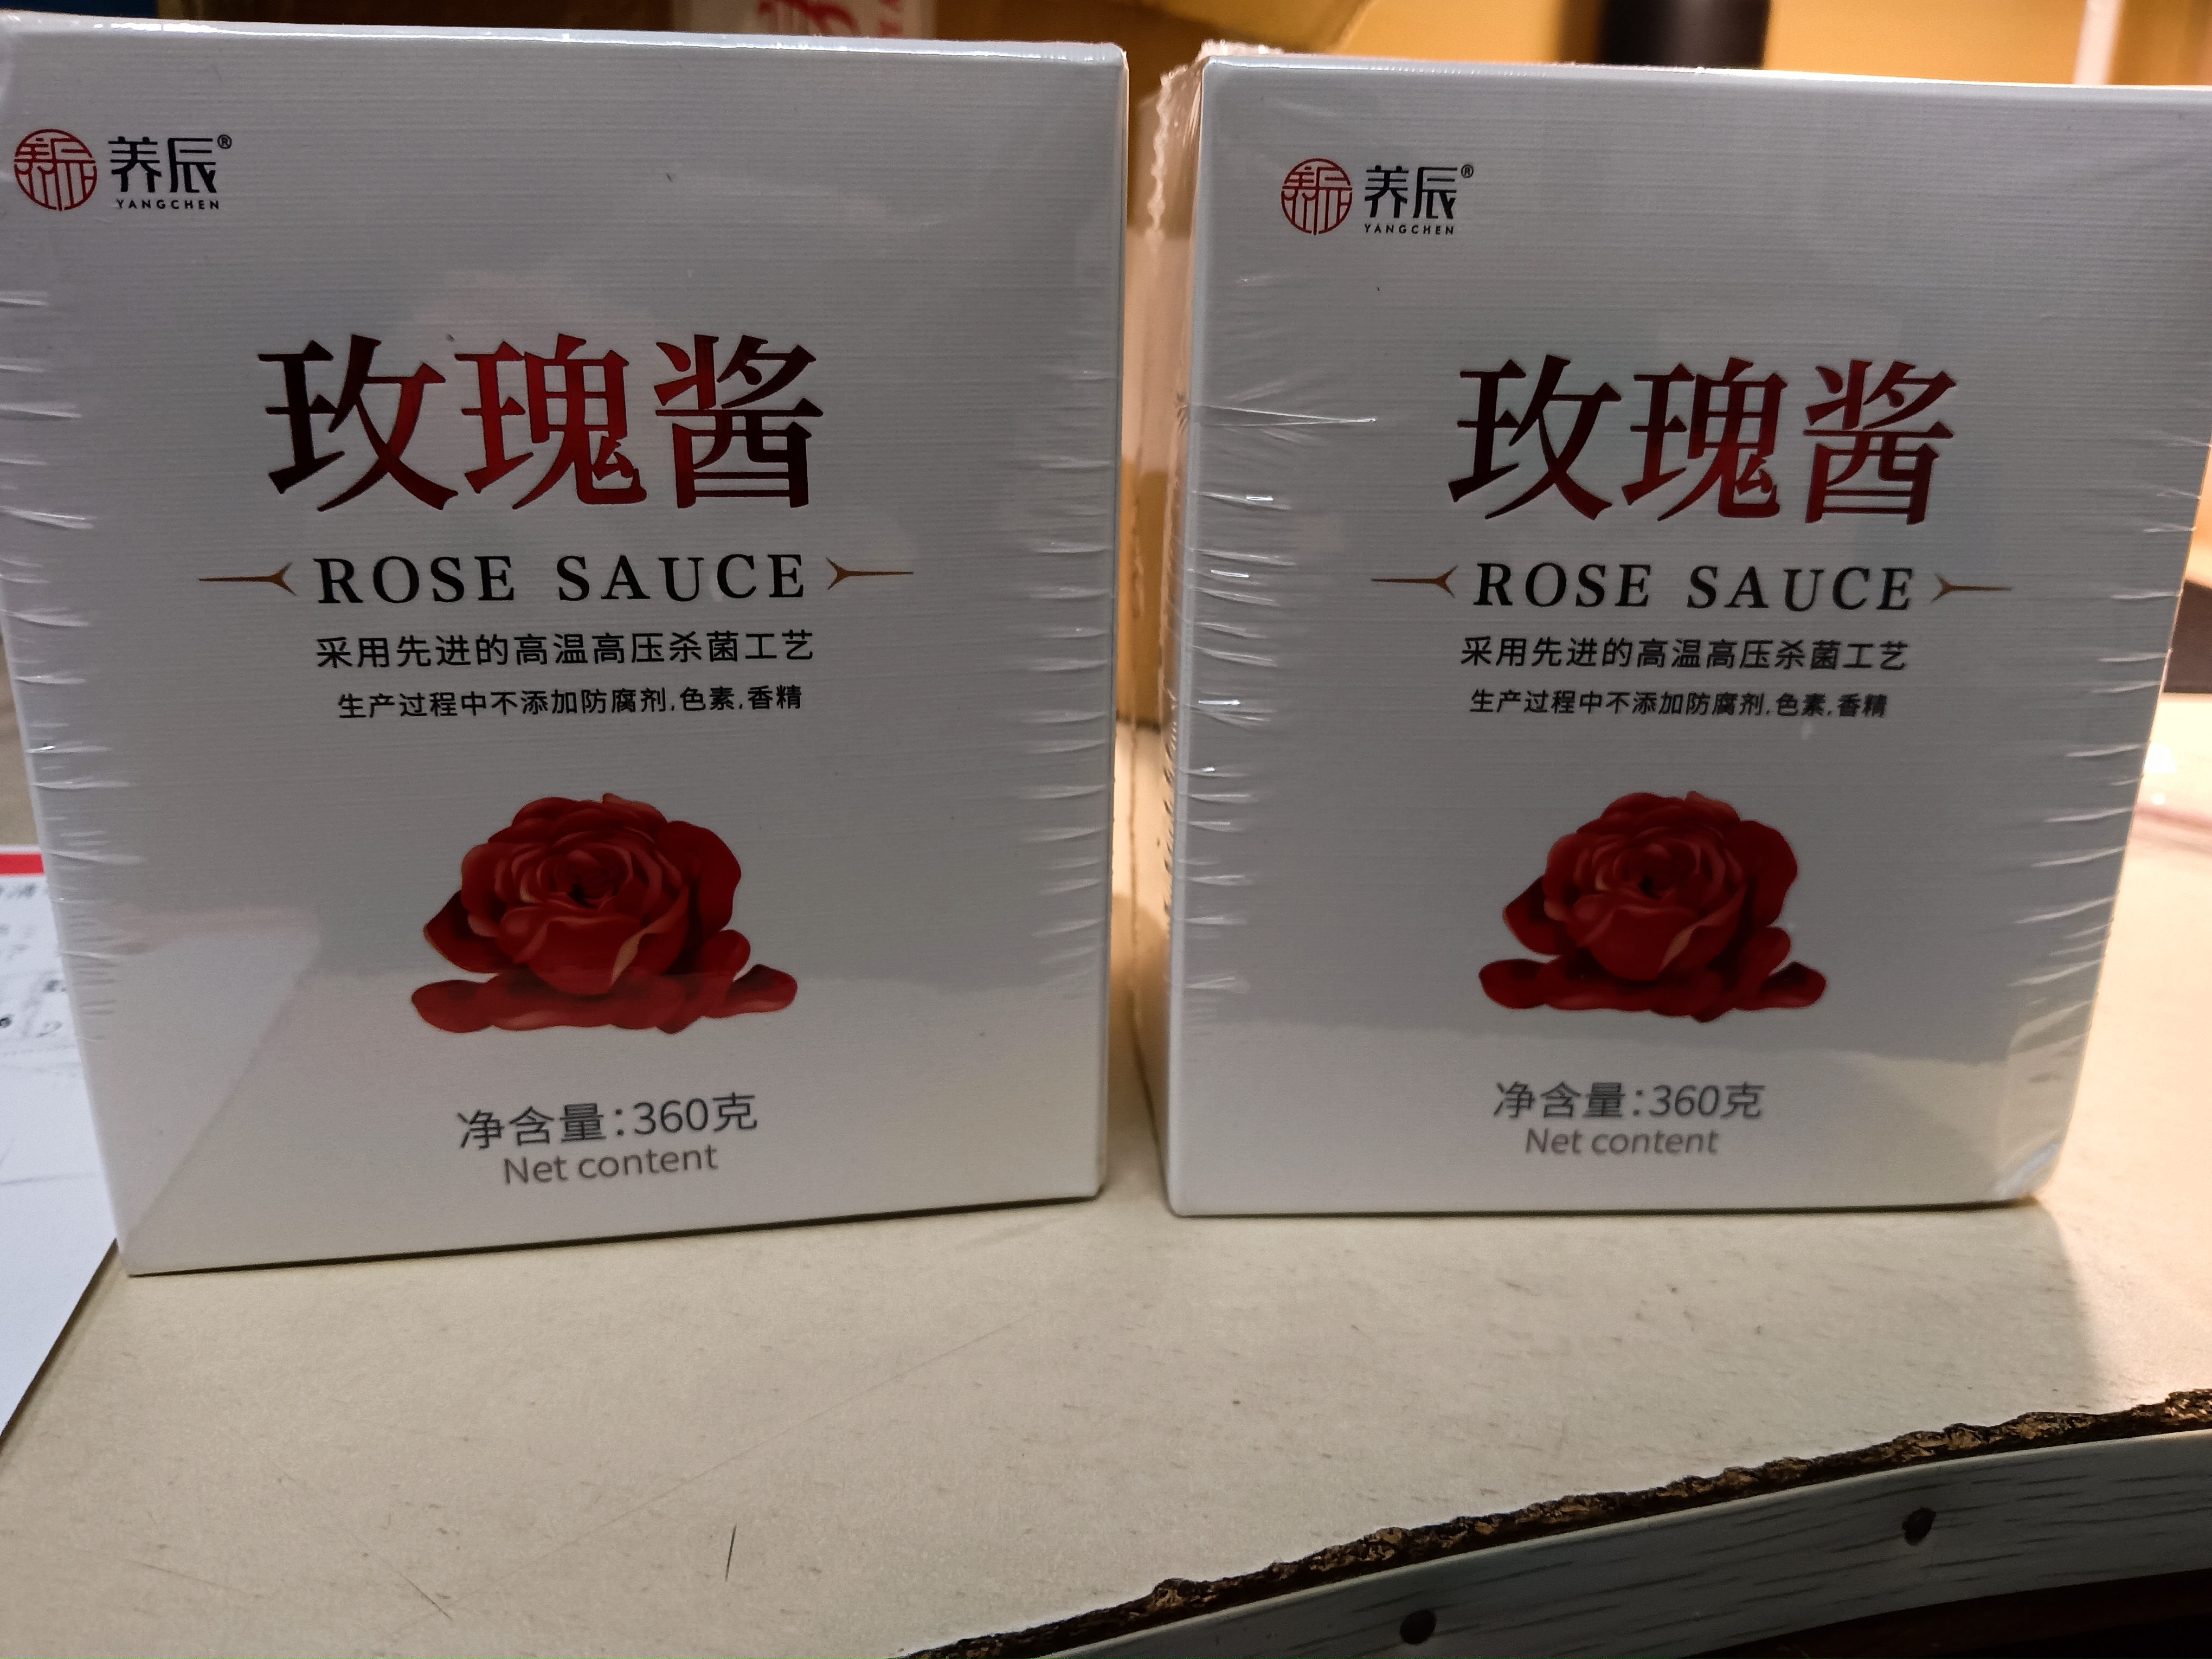 养辰®
YANGCHEN
玫瑰酱
ROSE SAUCE
采用先进的高温高压杀菌工艺
生产过程中不添加防腐剂,色素,香精
净含量:360克
Net content
养辰®
YANGCHEN
玫瑰酱
ROSE SAUCE
采用先进的高温高压杀菌工艺
生产过程中不添加防腐剂,色素,香精
净含量:360克
Net content